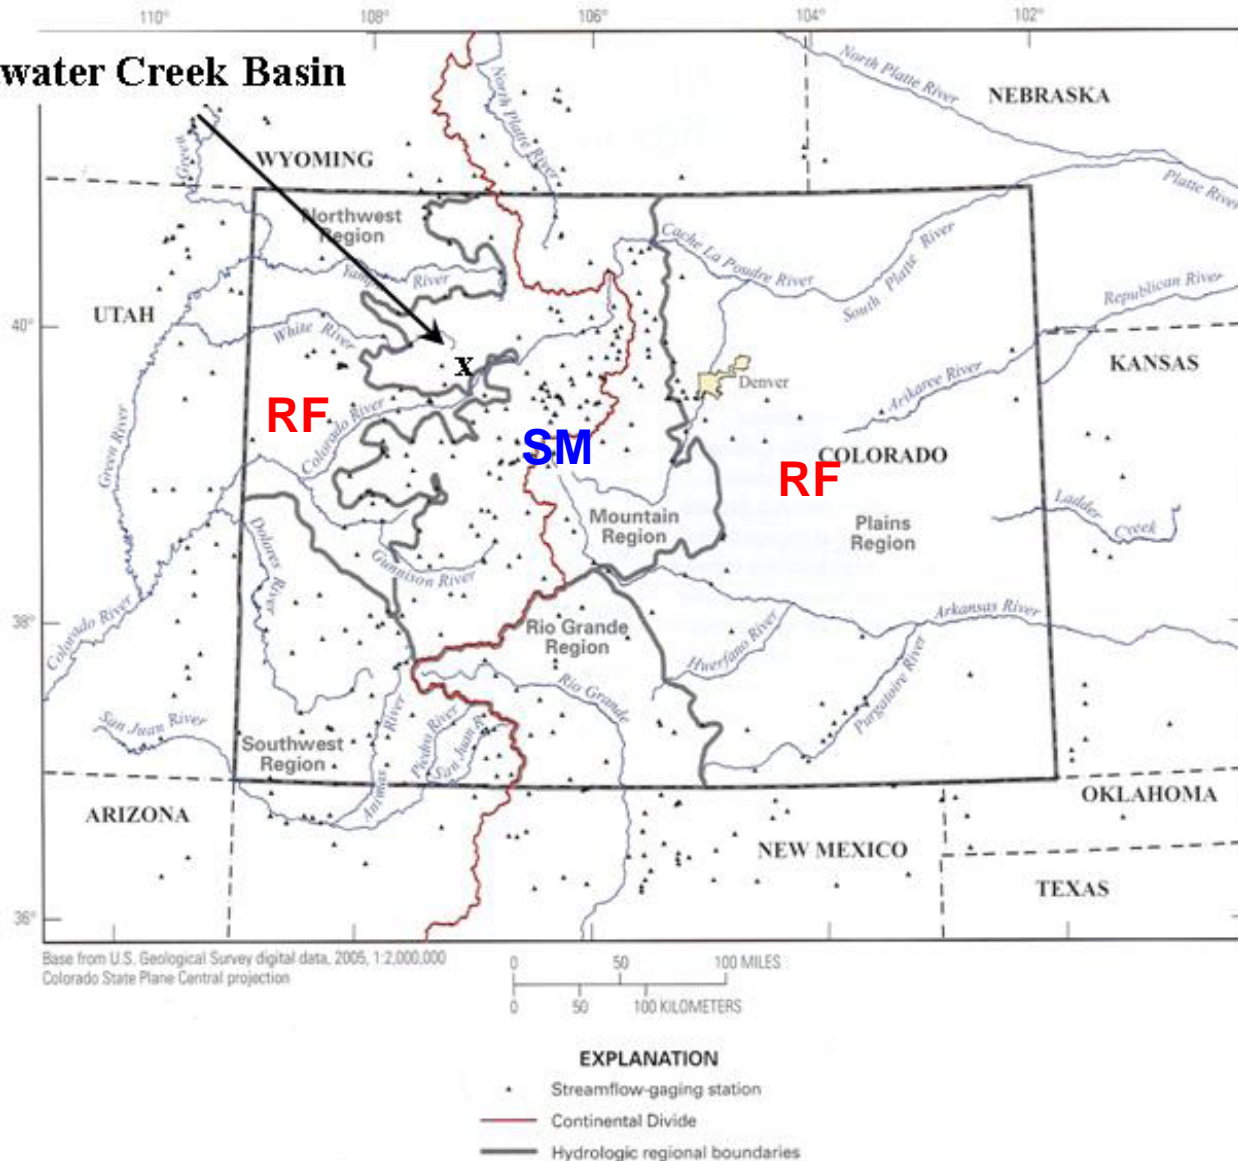 110°
108°
106°
104°
102°
water Creek Basin
North Platte River
NEBRASKA
North Platte River
WYOMING
Green
Platte River
Northwest
Region
Cache La Poudre River
South Platte River
Yampa River
Republican River
UTAH
40°
White River
KANSAS
x
Denver
Arikaree River
RF
Colorado River
Green River
SM
COLORADO
RF
Ladder Creek
Mountain
Region
Plains
Region
Dolores River
Gunnison River
Colorado River
38°
Arkansas River
Rio Grande
Region
Hwerfano River
Rio Grande
Purgatoire River
San Juan River
River
Piedra River
San Juan R
Southwest
Region
Animas
ARIZONA
OKLAHOMA
NEW MEXICO
TEXAS
36°
Base from U.S. Geological Survey digital data, 2005, 1:2,000,000
Colorado State Plane Central projection
0 50 100 MILES
0 50 100 KILOMETERS
EXPLANATION
Streamflow-gaging station
Continental Divide
Hydrologic regional boundaries